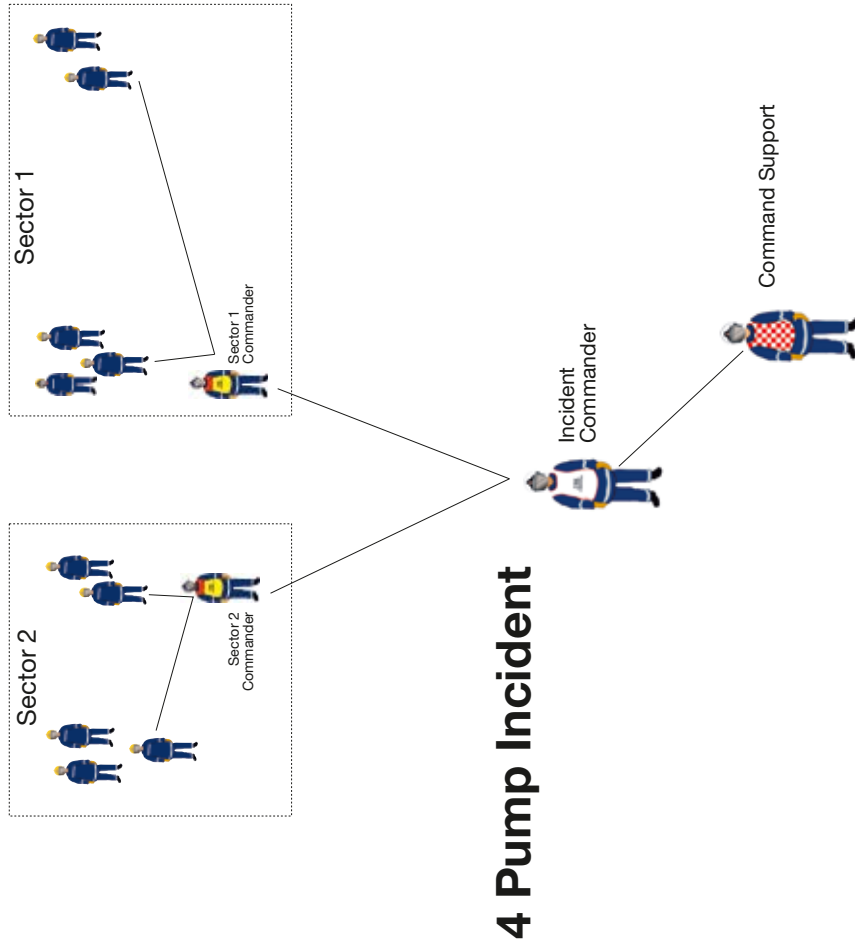 Sector 2
Sector 1
Sector 2
Commander
Sector 1
Commander
4 Pump Incident
Incident
Commander
Command Support